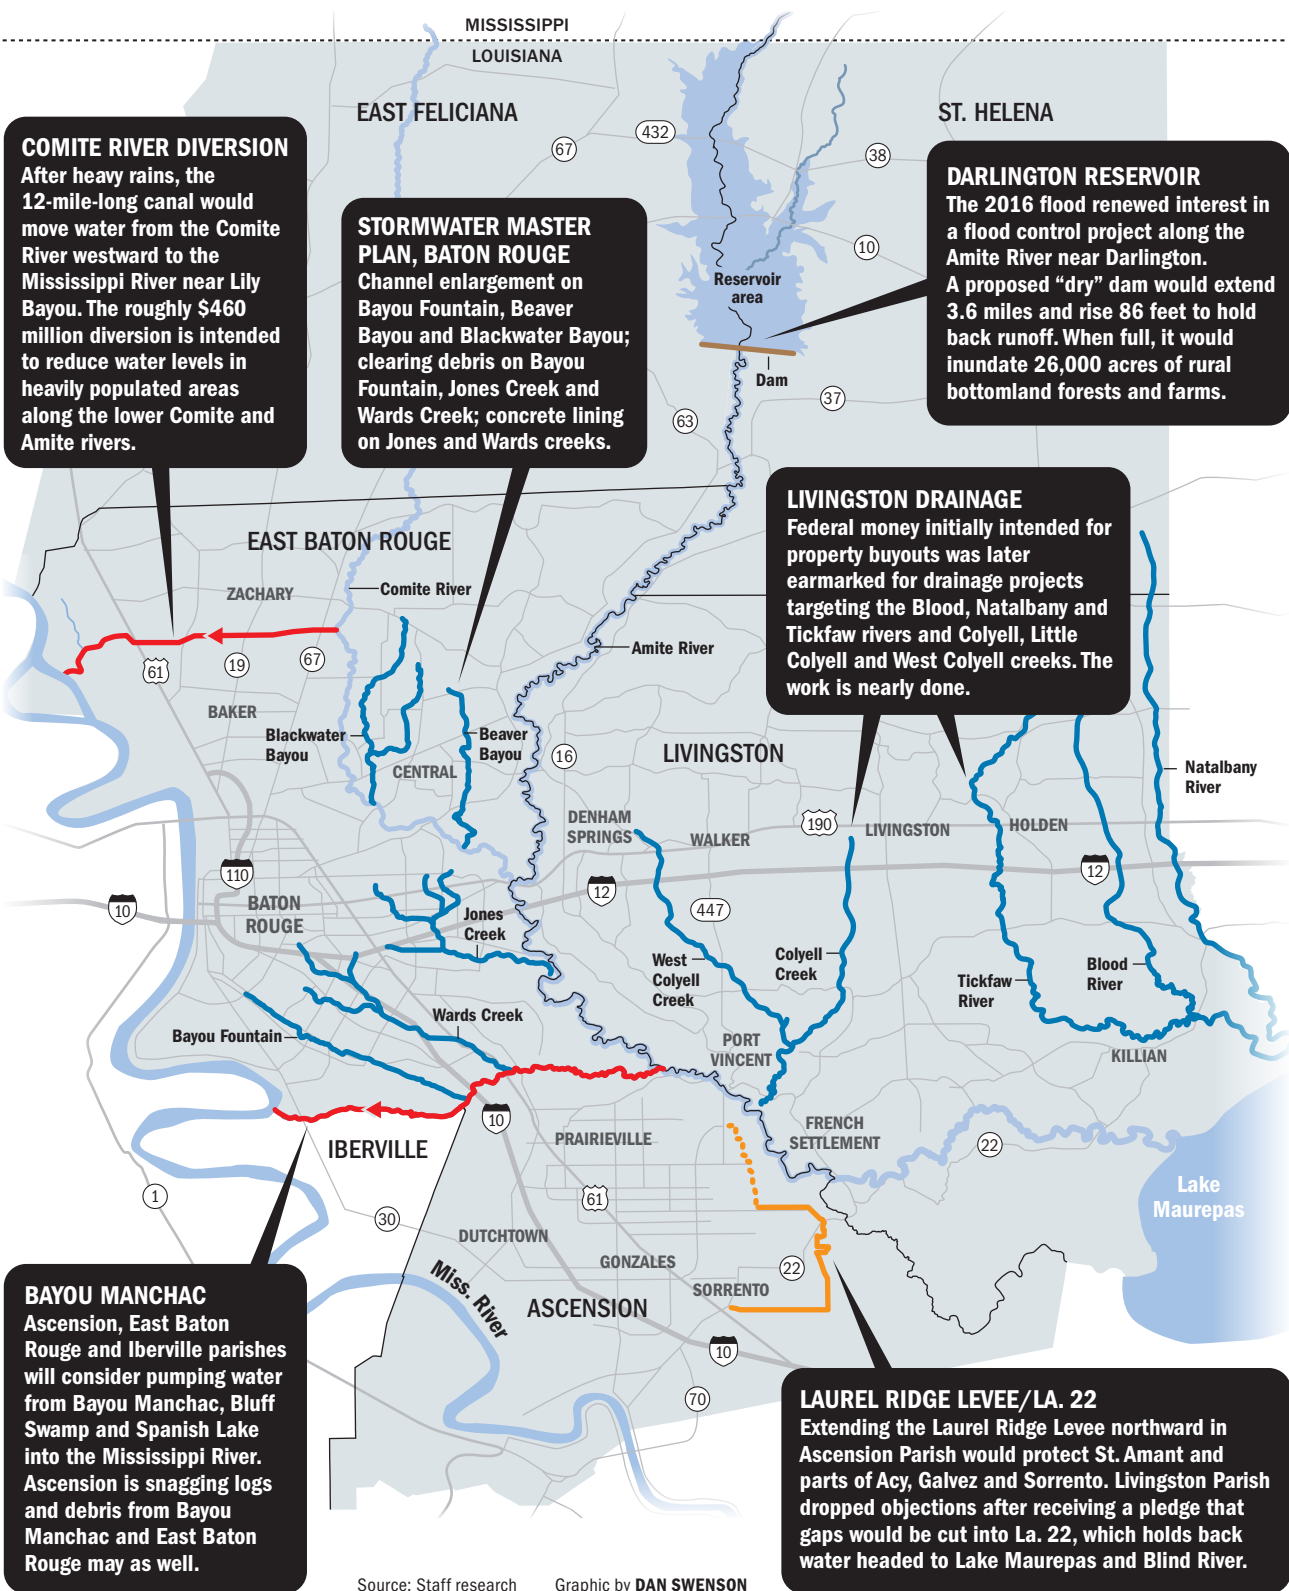 MISSISSIPPI
LOUISIANA
EAST FELICIANA
ST. HELENA
432
67
38
10
COMITE RIVER DIVERSION
After heavy rains, the
12-mile-long canal would
move water from the Comite
River westward to the
Mississippi River near Lily
Bayou. The roughly $460
million diversion is intended
to reduce water levels in
heavily populated areas
along the lower Comite and
Amite rivers.
STORMWATER MASTER
PLAN, BATON ROUGE
Channel enlargement on
Bayou Fountain, Beaver
Bayou and Blackwater Bayou;
clearing debris on Bayou
Fountain, Jones Creek and
Wards Creek; concrete lining
on Jones and Wards creeks.
DARLINGTON RESERVOIR
The 2016 flood renewed interest in
a flood control project along the
Amite River near Darlington.
A proposed “dry” dam would extend
3.6 miles and rise 86 feet to hold
back runoff. When full, it would
inundate 26,000 acres of rural
bottomland forests and farms.
Reservoir
area
Dam
37
63
LIVINGSTON DRAINAGE
Federal money initially intended for
property buyouts was later
earmarked for drainage projects
targeting the Blood, Natalbany and
Tickfaw rivers and Colyell, Little
Colyell and West Colyell creeks. The
work is nearly done.
EAST BATON ROUGE
ZACHARY
Comite River
Amite River
61
19
67
BAKER
Blackwater
Bayou
Beaver
Bayou
CENTRAL
16
LIVINGSTON
Natalbany
River
DENHAM
SPRINGS
WALKER
190
LIVINGSTON
HOLDEN
110
12
12
10
BATON
ROUGE
447
Jones
Creek
West
Colyell
Creek
Colyell
Creek
Tickfaw
River
Blood
River
Wards Creek
Bayou Fountain
PORT
VINCENT
KILLIAN
10
IBERVILLE
PRAIRIEVILLE
FRENCH
SETTLEMENT
22
Lake
Maurepas
1
61
30
DUTCHTOWN
GONZALES
22
SORRENTO
Miss. River
ASCENSION
10
70
BAYOU MANCHAC
Ascension, East Baton
Rouge and Iberville parishes
will consider pumping water
from Bayou Manchac, Bluff
Swamp and Spanish Lake
into the Mississippi River.
Ascension is snagging logs
and debris from Bayou
Manchac and East Baton
Rouge may as well.
LAUREL RIDGE LEVEE/LA. 22
Extending the Laurel Ridge Levee northward in
Ascension Parish would protect St. Amant and
parts of Acy, Galvez and Sorrento. Livingston Parish
dropped objections after receiving a pledge that
gaps would be cut into La. 22, which holds back
water headed to Lake Maurepas and Blind River.
Source: Staff research Graphic by DAN SWENSON